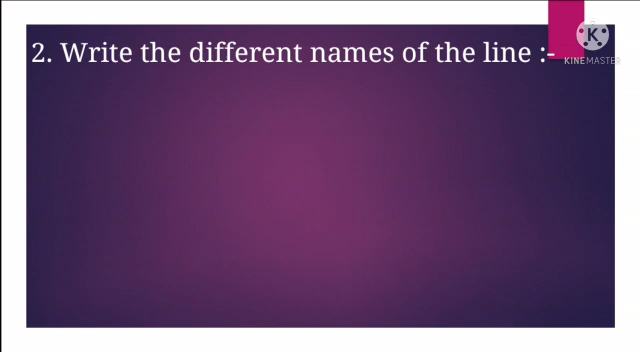 2. Write the different names of the line :-
K
KINEMASTER